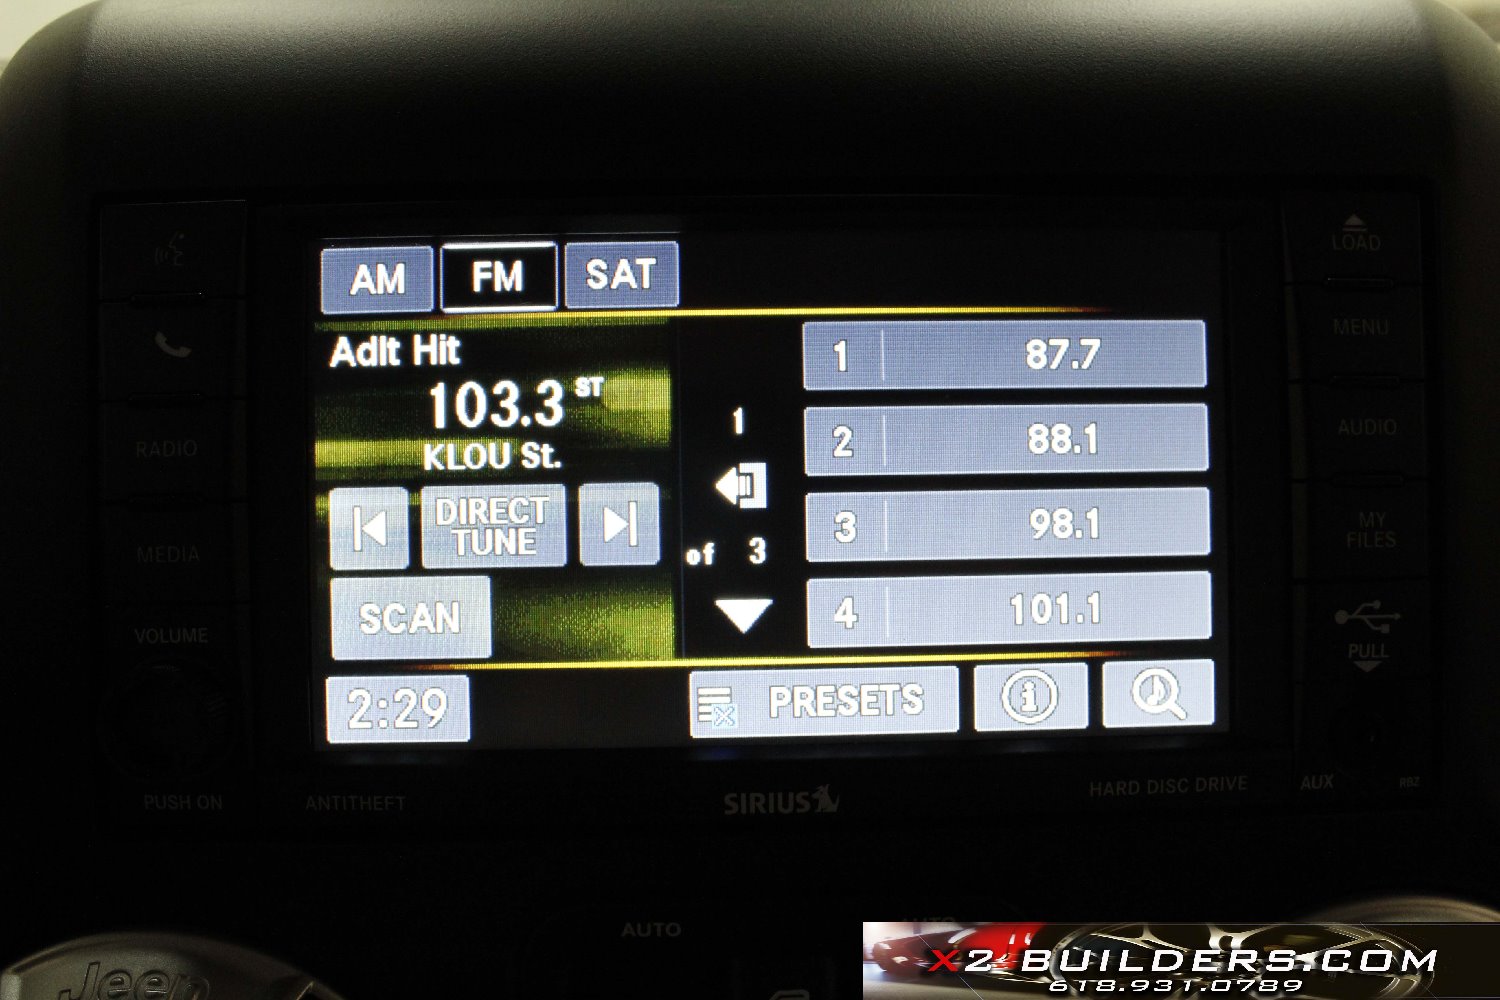 LOAD
AM FM SAT
MENU
Adlt Hit
103.3 ST
KLOU St.
DIRECT
TUNE
SCAN
1
of 3
1 87.7
2 88.1
3 98.1
4 101.1
2:29
PRESETS
i
RADIO
MEDIA
VOLUME
PUSH ON
AUDIO
MY
FILES
PULL
ANTITHEFT
SIRIUS
HARD DISC DRIVE
AUX
RBZ
AUTO
AUTO
Jeep
X2-BUILDERS.COM
618.931.0789